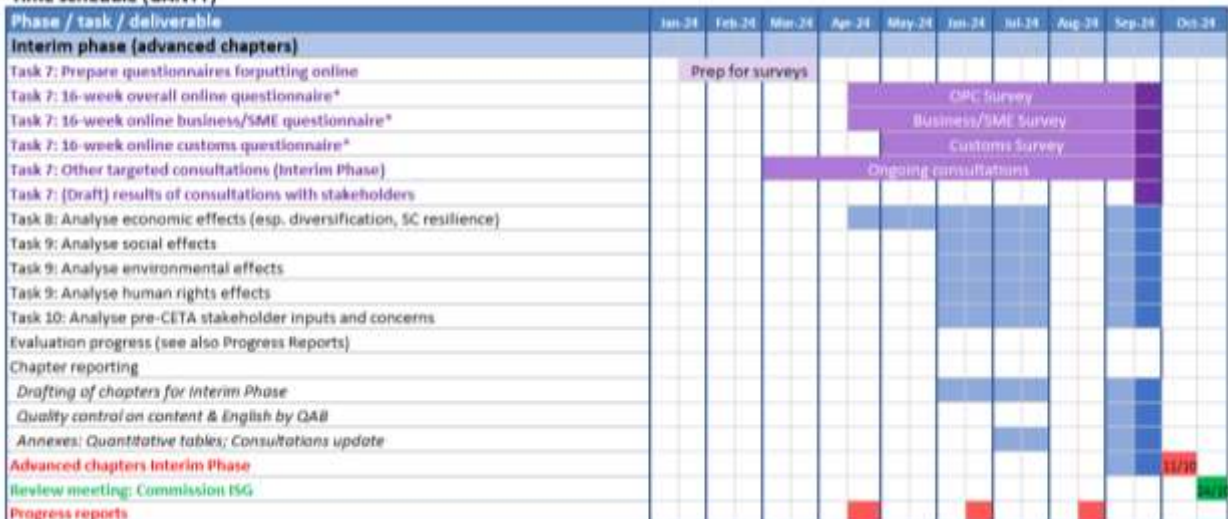 Time schedule (GANTT)
Phase / task / deliverable Jan-24 Feb-24 Mar-24 Apr-24 May-24 Jun-24 Jul-24 Aug-24 Sep-24 Oct-24
Interim phase (advanced chapters)
Task 7: Prepare questionnaires forputting online Prep for surveys
Task 7: 16-week overall online questionnaire* OPC Survey
Task 7: 16-week online business/SME questionnaire* Business/SME Survey
Task 7: 16-week online customs questionnaire* Customs Survey
Task 7: Other targeted consultations (Interim Phase) Ongoing consultations
Task 7: (Draft) results of consultations with stakeholders
Task 8: Analyse economic effects (esp. diversification, SC resilience)
Task 9: Analyse social effects
Task 9: Analyse environmental effects
Task 9: Analyse human rights effects
Task 10: Analyse pre-CETA stakeholder inputs and concerns
Evaluation progress (see also Progress Reports)
Chapter reporting
Drafting of chapters for Interim Phase
Quality control on content & English by QAB
Annexes: Quantitative tables; Consultations update
Advanced chapters Interim Phase 11/10
Review meeting: Commission ISG
Progress reports